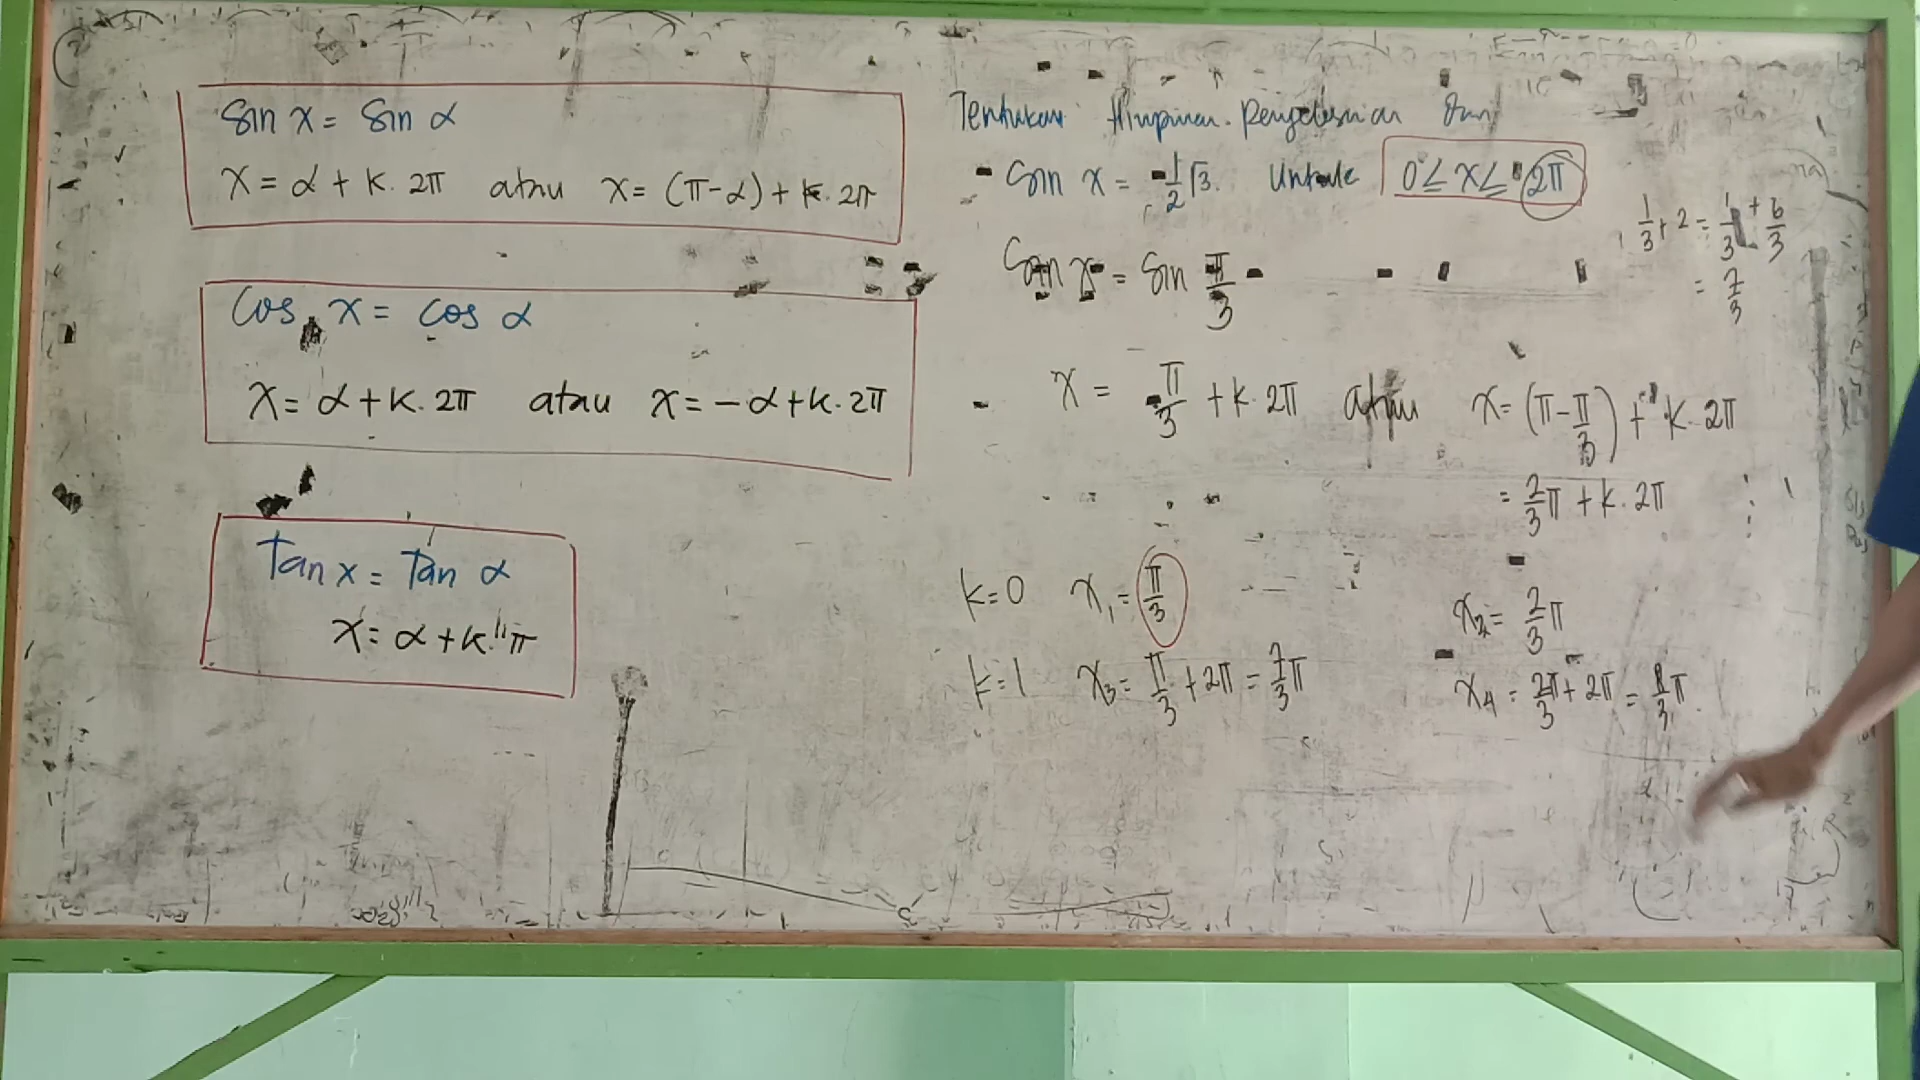 Sin x = Sin α
x = α + k. 2π atau x = (π-α) + k. 2π
Cos x = Cos α
x = α + k. 2π atau x = -α + k. 2π
Tan x = Tan α
x = α + k. π
Tentukan Himpunan Penyelesaian Dari
Sin x = 1/2 √3. Untuk 0 ≤ x ≤ 2π
1/3 + 2 = 1/3 + 6/3
= 7/3
Sin x = Sin π/3
x = π/3 + k. 2π atau x = (π - π/3) + k. 2π
= 2/3 π + k. 2π
k = 0 x₁ = π/3 x₂ = 2/3 π
k = 1 x₃ = π/3 + 2π = 7/3 π x₄ = 2π/3 + 2π = 8/3 π